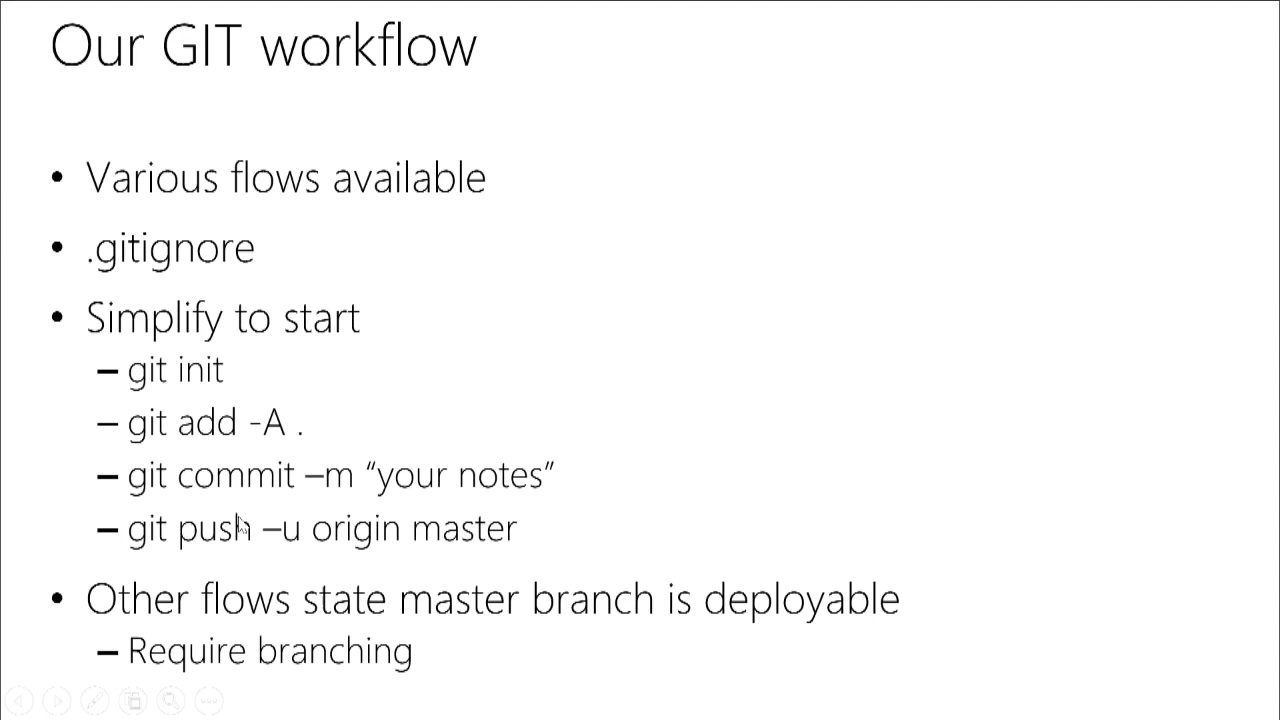 Our GIT workflow
• Various flows available
• .gitignore
• Simplify to start
– git init
– git add -A .
– git commit –m “your notes”
– git push –u origin master
• Other flows state master branch is deployable
– Require branching